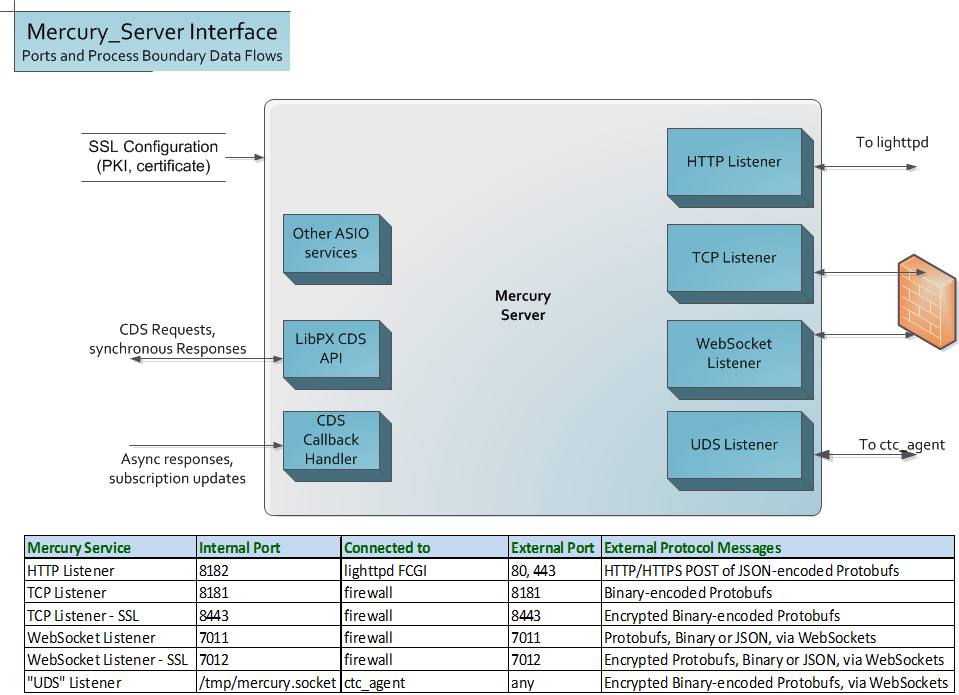 Mercury_Server Interface
Ports and Process Boundary Data Flows
SSL Configuration
(PKI, certificate)
HTTP Listener
To lighttpd
Other ASIO
services
TCP Listener
Mercury
Server
CDS Requests,
synchronous Responses
LibPX CDS
API
WebSocket
Listener
CDS
Callback
Handler
UDS Listener
To ctc_agent
Async responses,
subscription updates
Mercury Service Internal Port Connected to External Port External Protocol Messages
HTTP Listener 8182 lighttpd FCGI 80, 443 HTTP/HTTPS POST of JSON-encoded Protobufs
TCP Listener 8181 firewall 8181 Binary-encoded Protobufs
TCP Listener - SSL 8443 firewall 8443 Encrypted Binary-encoded Protobufs
WebSocket Listener 7011 firewall 7011 Protobufs, Binary or JSON, via WebSockets
WebSocket Listener - SSL 7012 firewall 7012 Encrypted Protobufs, Binary or JSON, via WebSockets
"UDS" Listener /tmp/mercury.socket ctc_agent any Encrypted Binary-encoded Protobufs, via WebSockets